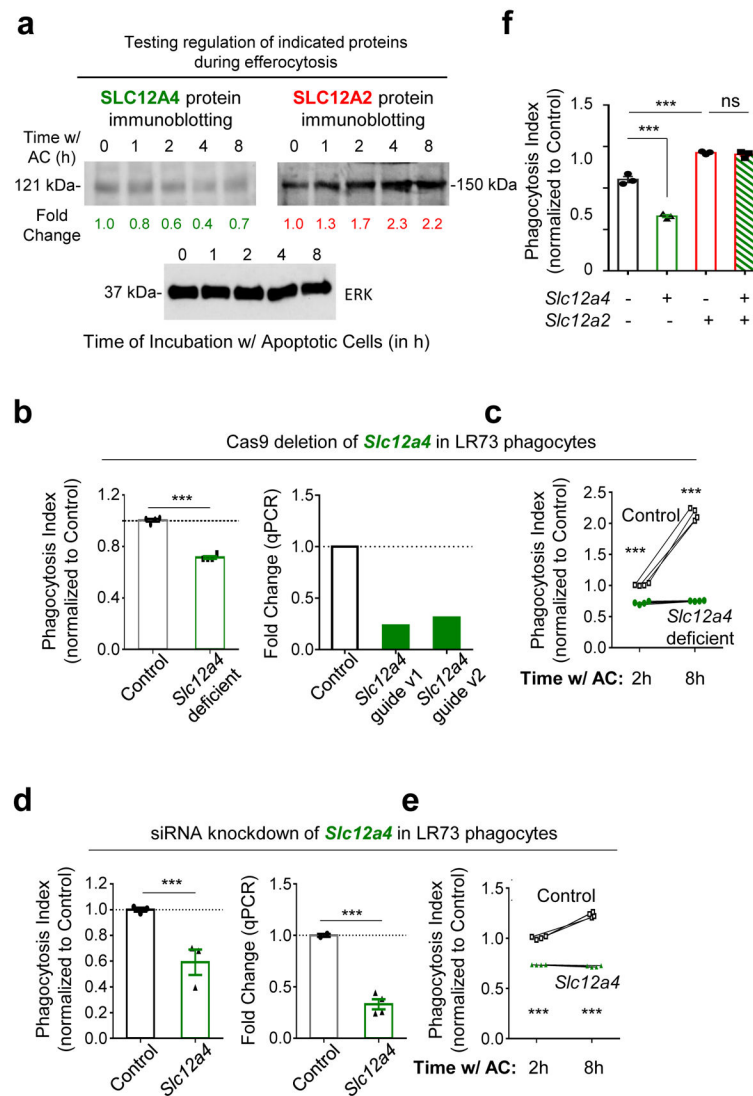 a
Testing regulation of indicated proteins
during efferocytosis
SLC12A4 protein
immunoblotting
SLC12A2 protein
immunoblotting
Time w/
AC (h)
0 1 2 4 8
0 1 2 4 8
121 kDa-
-150 kDa
Fold
Change
1.0 0.8 0.6 0.4 0.7
1.0 1.3 1.7 2.3 2.2
0 1 2 4 8
37 kDa-
ERK
Time of Incubation w/ Apoptotic Cells (in h)
f
Phagocytosis Index
(normalized to Control)
1.5
1.0
0.5
0
***
***
ns
Slc12a4 - + - +
Slc12a2 - - + +
b
Cas9 deletion of Slc12a4 in LR73 phagocytes
Phagocytosis Index
(normalized to Control)
1.2
1.0
0.8
0.4
0.0
***
Control
Slc12a4
deficient
Fold Change (qPCR)
1.5
1.0
0.5
0.0
Control
Slc12a4
guide v1
Slc12a4
guide v2
c
Phagocytosis Index
(normalized to Control)
2.5
2.0
1.5
1.0
0.5
0.0
***
Control
***
Slc12a4
deficient
Time w/ AC: 2h 8h
d
siRNA knockdown of Slc12a4 in LR73 phagocytes
Phagocytosis Index
(normalized to Control)
1.2
1.0
0.8
0.6
0.4
0.2
0.0
***
Control
Slc12a4
Fold Change (qPCR)
1.5
1.0
0.5
0.0
***
Control
Slc12a4
e
Phagocytosis Index
(normalized to Control)
1.5
1.0
0.5
0.0
Control
Slc12a4
*** ***
Time w/ AC: 2h 8h